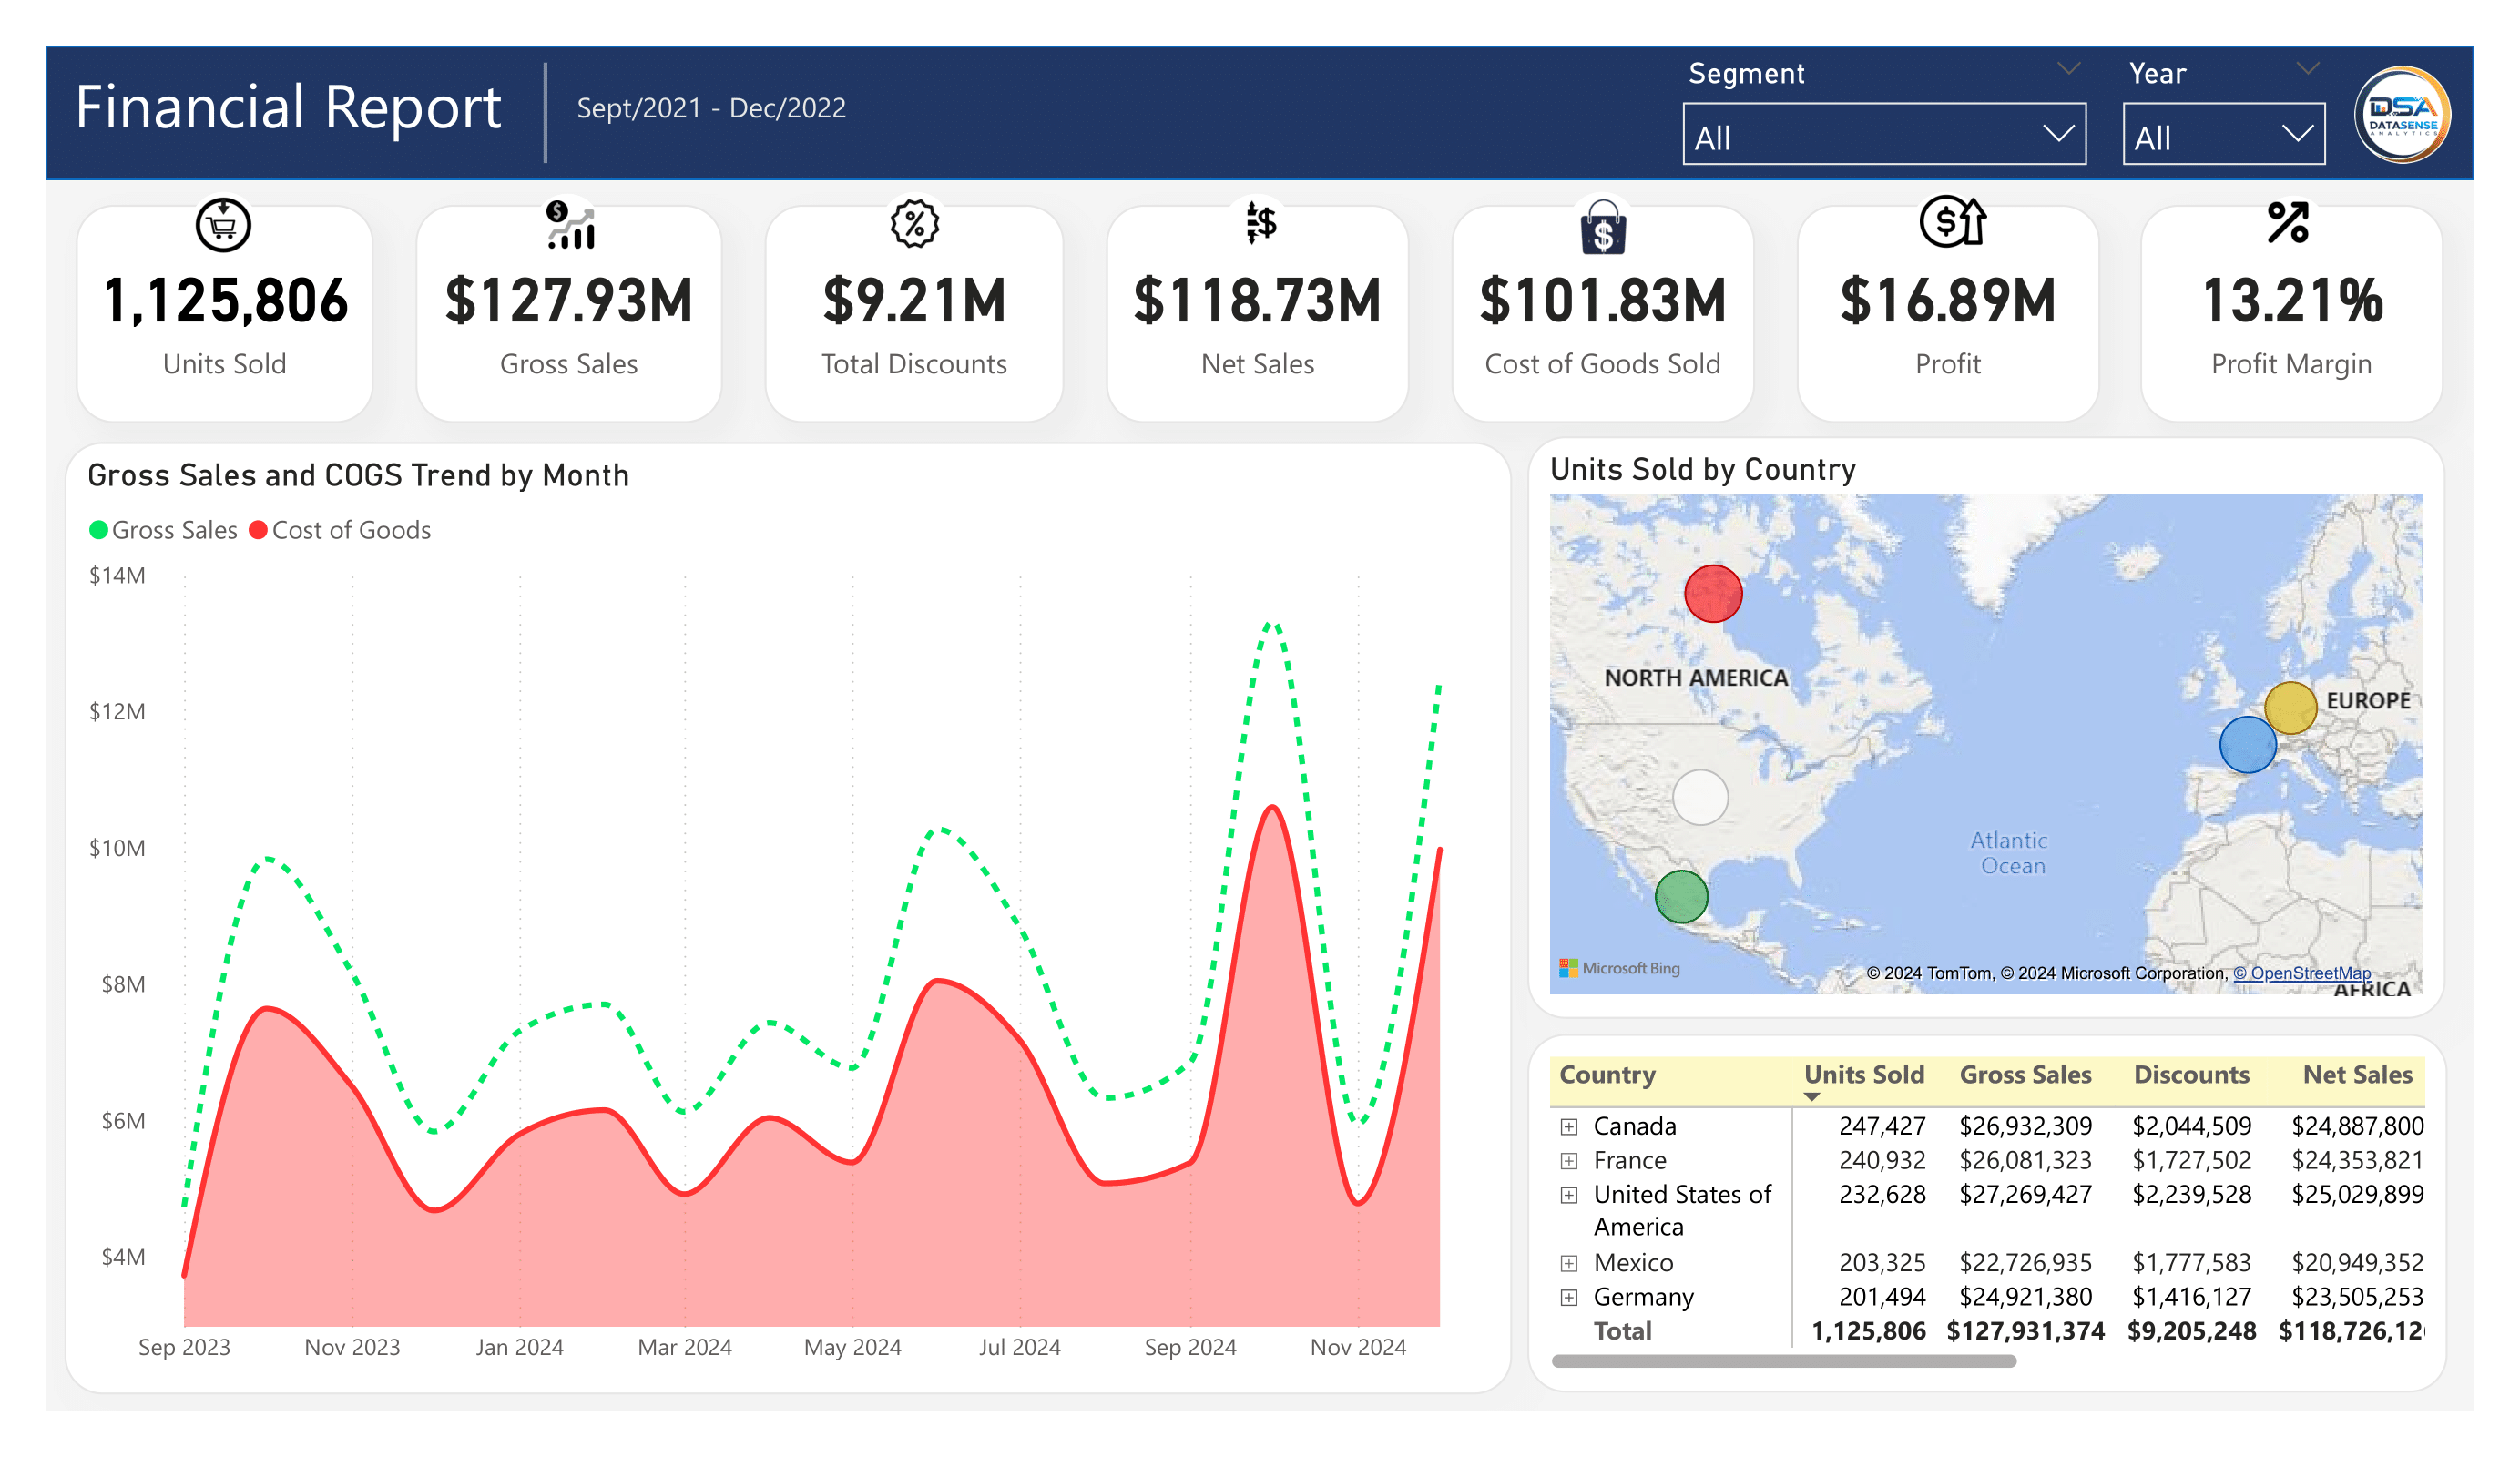 Financial Report
Sept/2021 - Dec/2022
Segment
All
Year
All
DSA
DATASENSE
ANALYTICS
1,125,806
Units Sold
$127.93M
Gross Sales
$9.21M
Total Discounts
$118.73M
Net Sales
$101.83M
Cost of Goods Sold
$16.89M
Profit
13.21%
Profit Margin
Gross Sales and COGS Trend by Month
Gross Sales Cost of Goods
$14M
$12M
$10M
$8M
$6M
$4M
Sep 2023 Nov 2023 Jan 2024 Mar 2024 May 2024 Jul 2024 Sep 2024 Nov 2024
Units Sold by Country
NORTH AMERICA
EUROPE
Atlantic
Ocean
Microsoft Bing
© 2024 TomTom, © 2024 Microsoft Corporation, © OpenStreetMap
AFRICA
Country Units Sold Gross Sales Discounts Net Sales
Canada 247,427 $26,932,309 $2,044,509 $24,887,800
France 240,932 $26,081,323 $1,727,502 $24,353,821
United States of 232,628 $27,269,427 $2,239,528 $25,029,899
America
Mexico 203,325 $22,726,935 $1,777,583 $20,949,352
Germany 201,494 $24,921,380 $1,416,127 $23,505,253
Total 1,125,806 $127,931,374 $9,205,248 $118,726,12